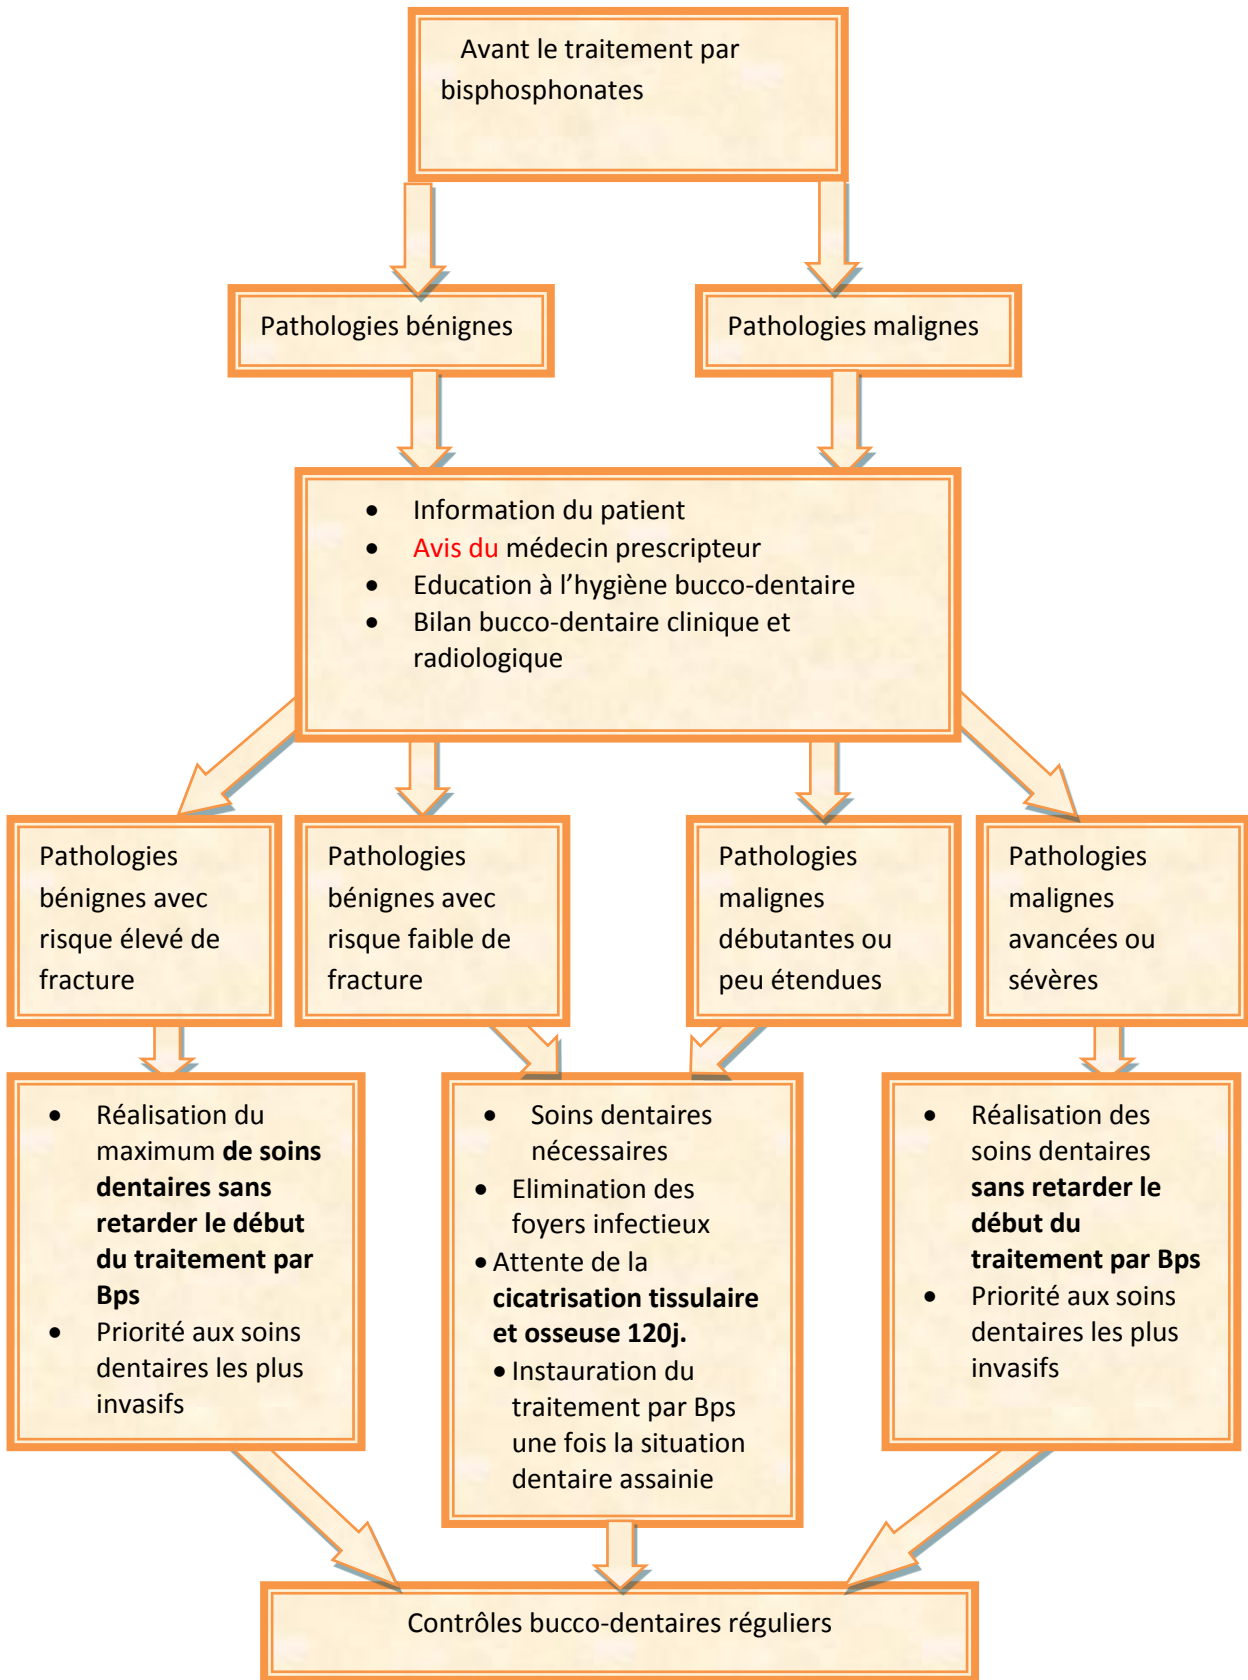 Avant le traitement par
bisphosphonates
Pathologies bénignes
Pathologies malignes
• Information du patient
• Avis du médecin prescripteur
• Education à l’hygiène bucco-dentaire
• Bilan bucco-dentaire clinique et
radiologique
Pathologies
bénignes avec
risque élevé de
fracture
Pathologies
bénignes avec
risque faible de
fracture
Pathologies
malignes
débutantes ou
peu étendues
Pathologies
malignes
avancées ou
sévères
• Réalisation du
maximum de soins
dentaires sans
retarder le début
du traitement par
Bps
• Priorité aux soins
dentaires les plus
invasifs
• Soins dentaires
nécessaires
• Elimination des
foyers infectieux
• Attente de la
cicatrisation tissulaire
et osseuse 120j.
• Instauration du
traitement par Bps
une fois la situation
dentaire assainie
• Réalisation des
soins dentaires
sans retarder le
début du
traitement par Bps
• Priorité aux soins
dentaires les plus
invasifs
Contrôles bucco-dentaires réguliers